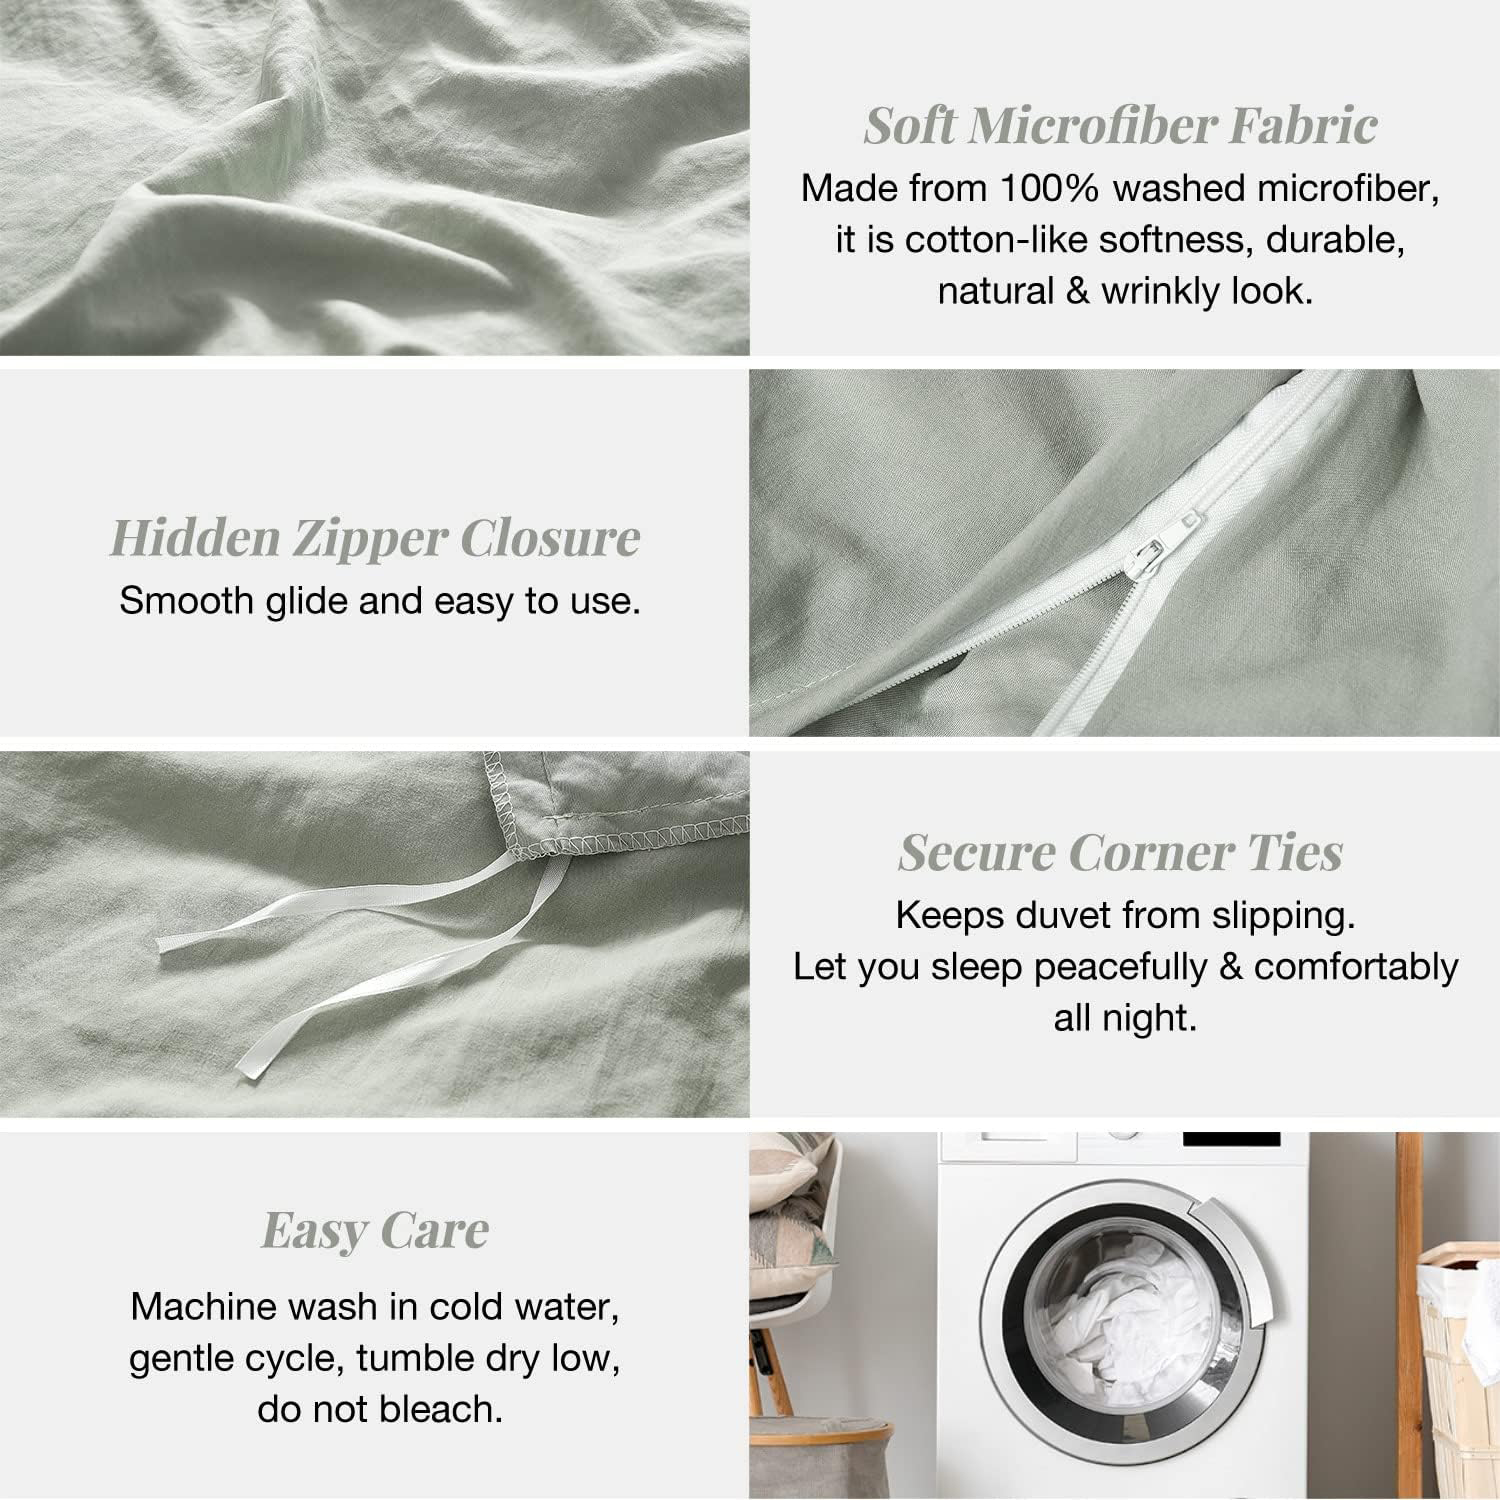 Soft Microfiber Fabric
Made from 100% washed microfiber,
it is cotton-like softness, durable,
natural & wrinkly look.
Hidden Zipper Closure
Smooth glide and easy to use.
Secure Corner Ties
Keeps duvet from slipping.
Let you sleep peacefully & comfortably
all night.
Easy Care
Machine wash in cold water,
gentle cycle, tumble dry low,
do not bleach.